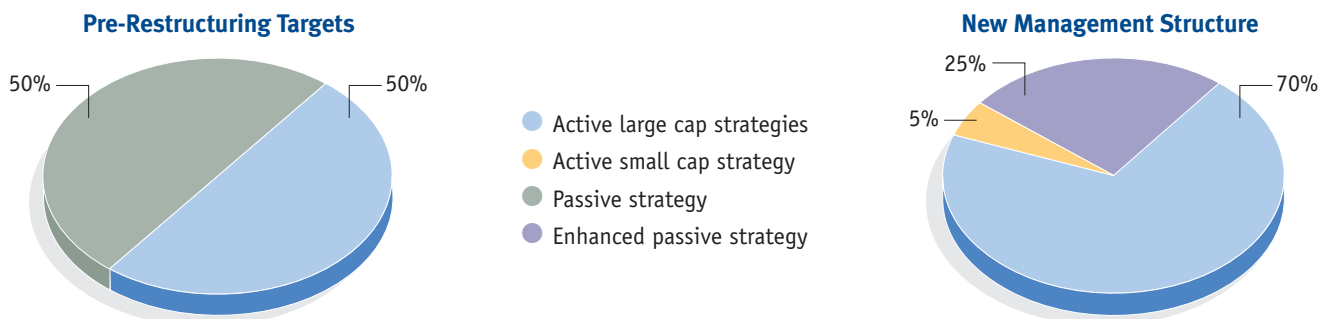 Pre-Restructuring Targets
50%
50%
Active large cap strategies
Active small cap strategy
Passive strategy
Enhanced passive strategy
New Management Structure
25%
70%
5%